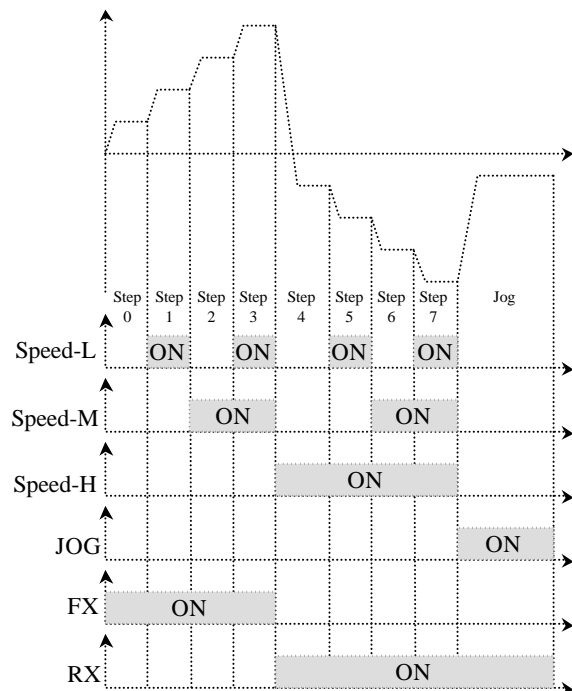 Step 0
Step 1
Step 2
Step 3
Step 4
Step 5
Step 6
Step 7
Jog
Speed-L ON ON ON ON
Speed-M ON ON
Speed-H ON
JOG ON
FX ON
RX ON